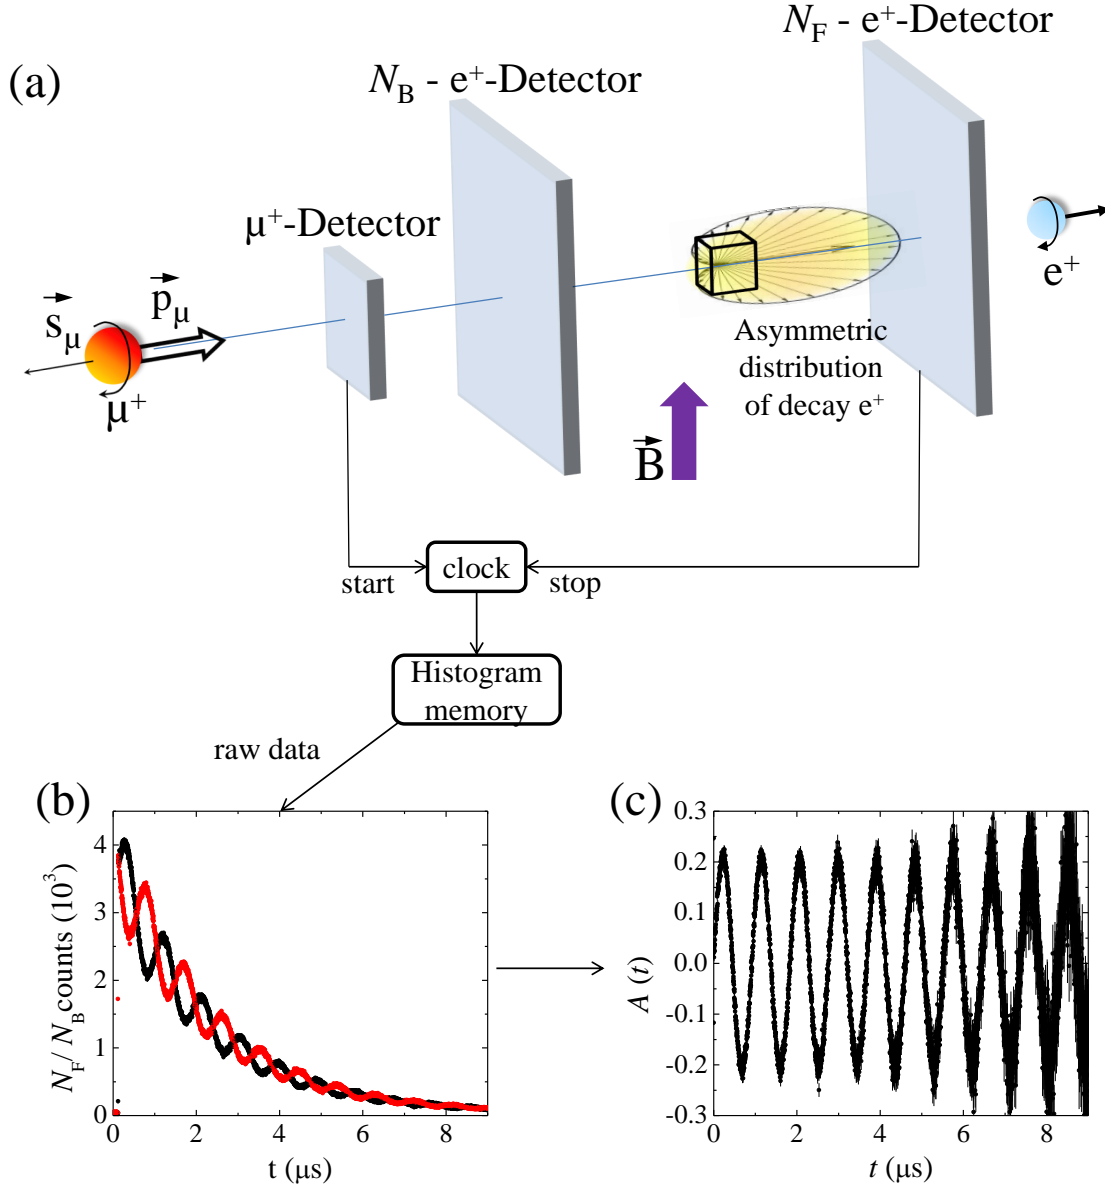 (a)
N_B - e⁺-Detector
N_F - e⁺-Detector
μ⁺-Detector
s_μ
p_μ
μ⁺
e⁺
Asymmetric
distribution
of decay e⁺
B
start
clock
stop
Histogram
memory
raw data
(b)
N_F/ N_B counts (10³)
4
3
2
1
0
0 2 4 6 8
t (μs)
(c)
A (t)
0.3
0.2
0.1
0.0
-0.1
-0.2
-0.3
0 2 4 6 8
t (μs)